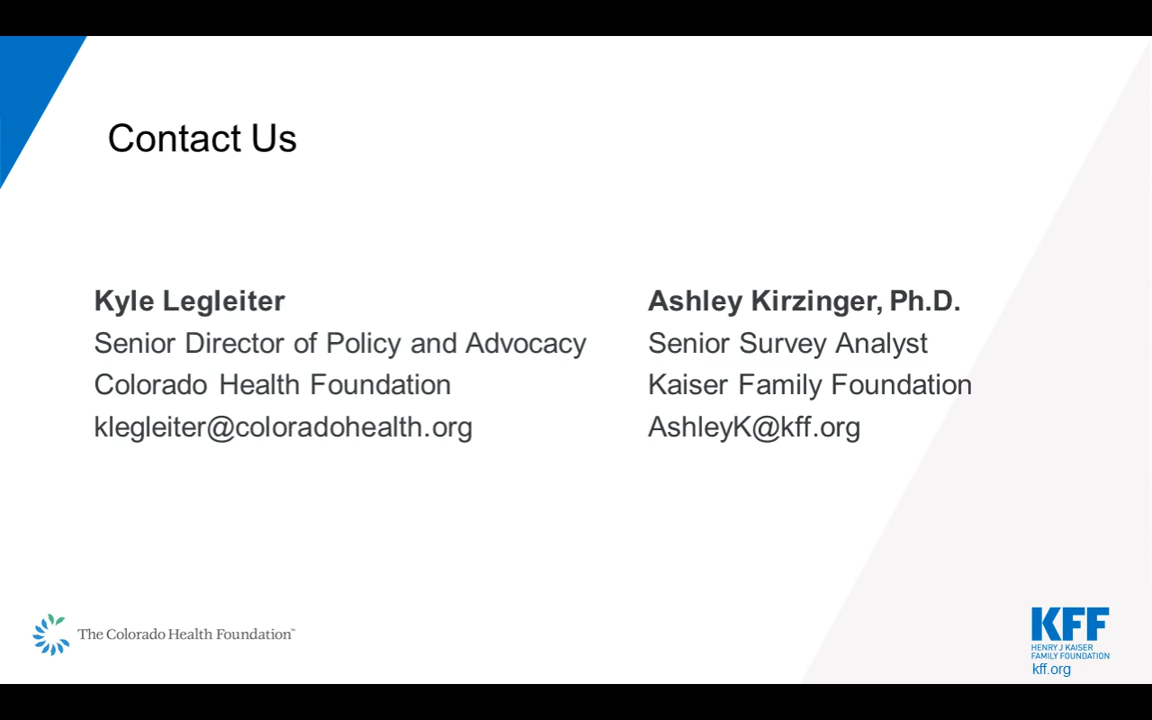 Contact Us
Kyle Legleiter
Senior Director of Policy and Advocacy
Colorado Health Foundation
klegleiter@coloradohealth.org
Ashley Kirzinger, Ph.D.
Senior Survey Analyst
Kaiser Family Foundation
AshleyK@kff.org
The Colorado Health Foundation™
KFF
HENRY J KAISER
FAMILY FOUNDATION
kff.org